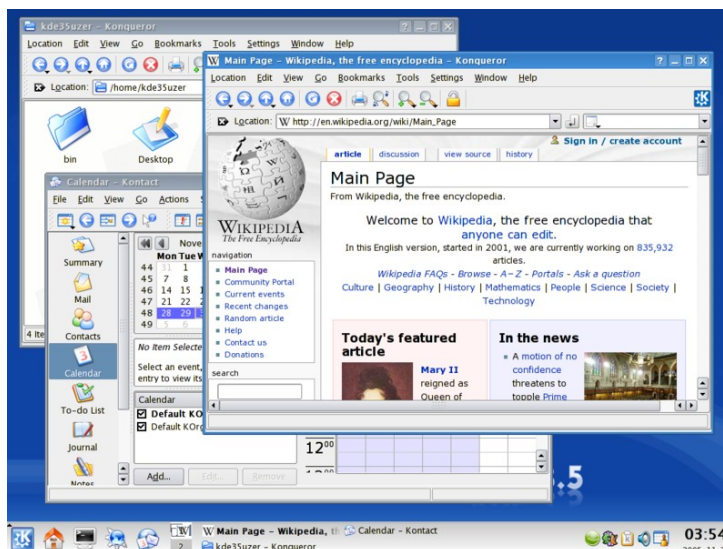 kde35uzer – Konqueror
Location Edit View Go Bookmarks Tools Settings Window Help
Location: /home/kde35uzer
bin
Desktop
4 Ite
Main Page – Wikipedia, the free encyclopedia – Konqueror
Location Edit View Go Bookmarks Tools Settings Window Help
Location: W http://en.wikipedia.org/wiki/Main_Page
Sign in / create account
article discussion view source history
WIKIPEDIA
The Free Encyclopedia
navigation
Main Page
Community Portal
Current events
Recent changes
Random article
Help
Contact us
Donations
search
Main Page
From Wikipedia, the free encyclopedia.
Welcome to Wikipedia, the free encyclopedia that
anyone can edit.
In this English version, started in 2001, we are currently working on 835,932
articles.
Wikipedia FAQs - Browse - A–Z - Portals - Ask a question
Culture | Geography | History | Mathematics | People | Science | Society |
Technology
Today's featured
article
Mary II
reigned as
Queen of
In the news
A motion of no
confidence
threatens to
topple Prime
Calendar – Kontact
File Edit View Go Actions S
Summary
Mail
Contacts
Calendar
To-do List
Journal
Notes
Nove
Mon Tue W
44 31 1
45 7 8
46 14 15 1
47 21 22 2
48 28 29 3
49 5 6
No Item Selecte
Select an event,
entry to view its
Calendar
Default KO
Default KOrg
Add... Edit... Remove
12 00
3.5
2
W Main Page – Wikipedia, t
Calendar – Kontact
kde35uzer – Konqueror
03:54